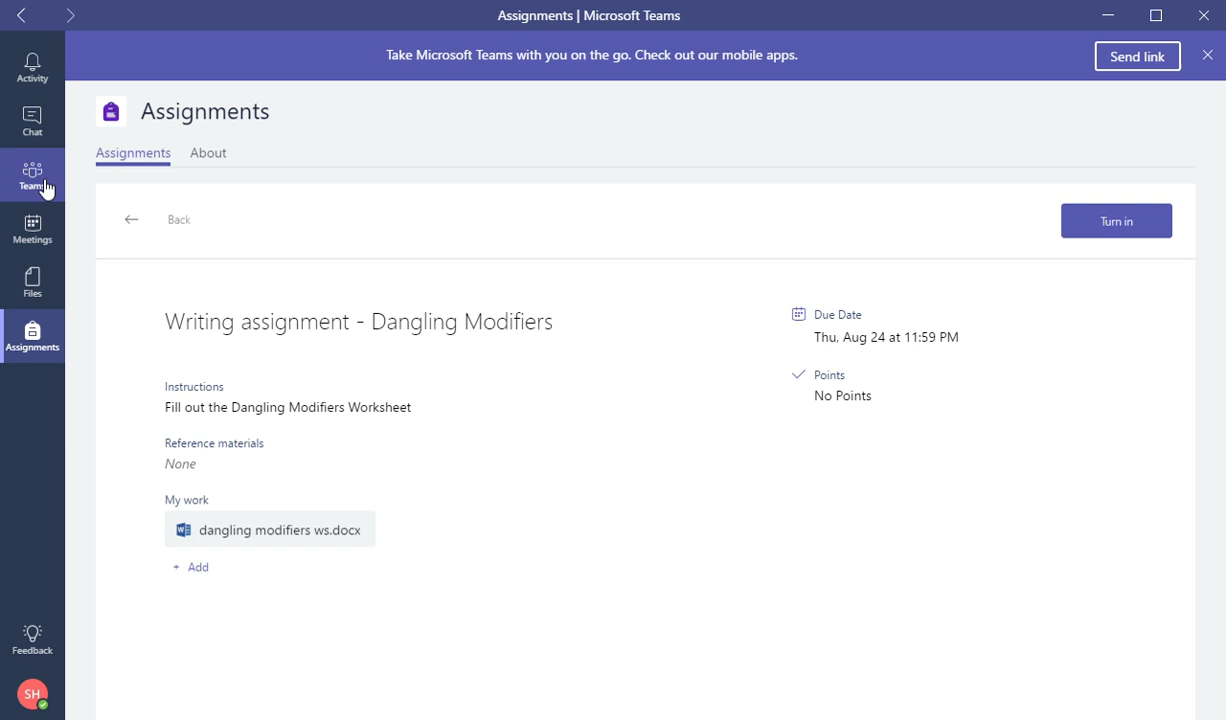 Assignments | Microsoft Teams
Take Microsoft Teams with you on the go. Check out our mobile apps.
Send link
Activity
Chat
Teams
Meetings
Files
Assignments
Feedback
SH
Assignments
Assignments About
Back
Turn in
Writing assignment - Dangling Modifiers
Due Date
Thu, Aug 24 at 11:59 PM
Points
No Points
Instructions
Fill out the Dangling Modifiers Worksheet
Reference materials
None
My work
dangling modifiers ws.docx
+ Add